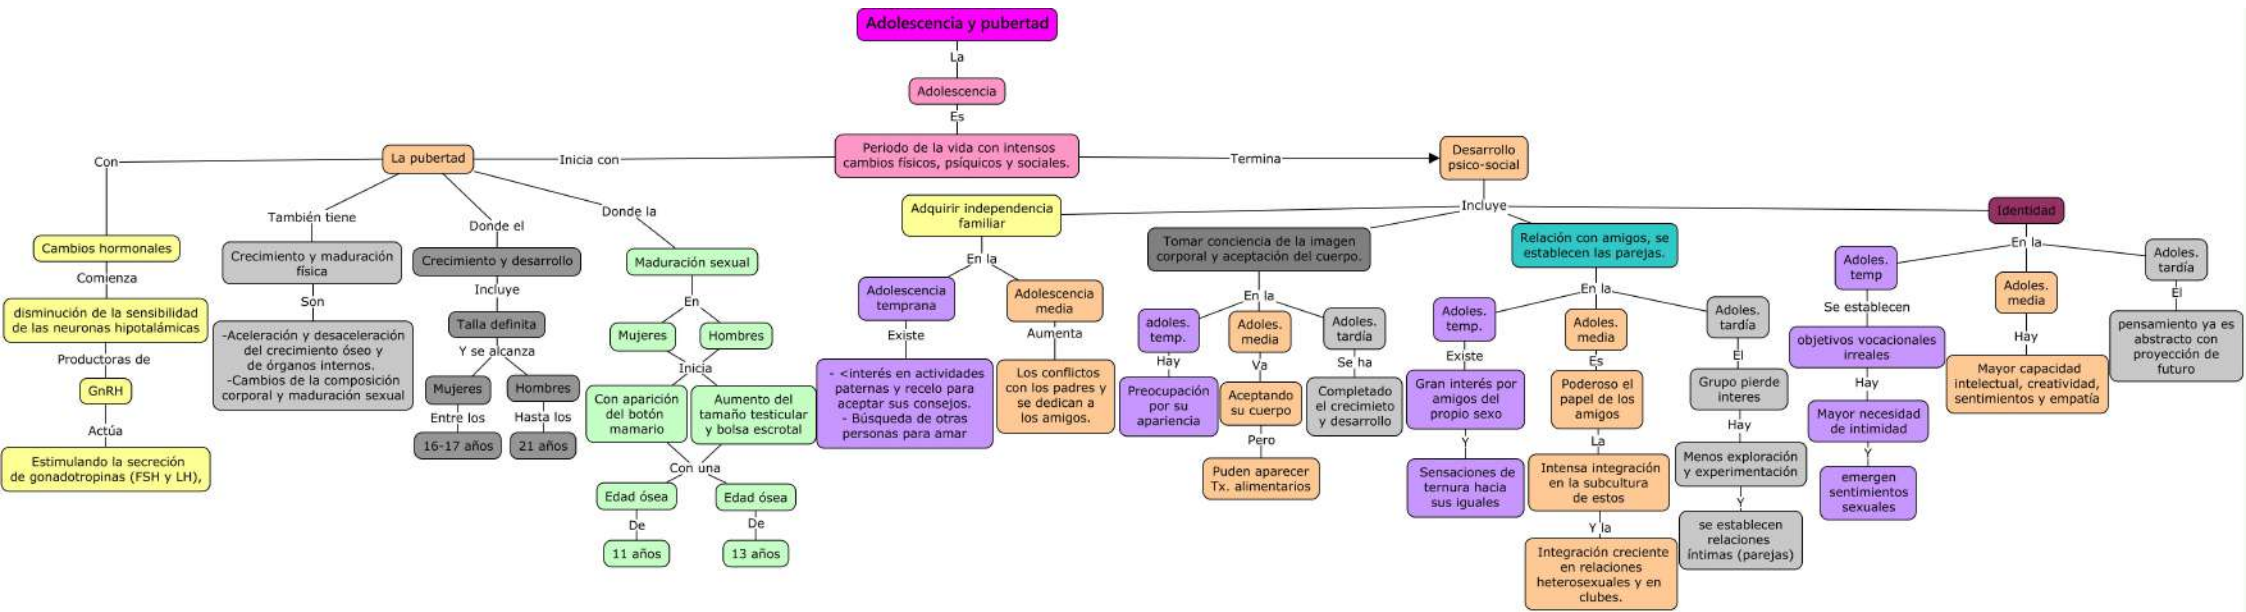 Adolescencia y pubertad
La
Adolescencia
Es
Periodo de la vida con intensos
cambios físicos, psíquicos y sociales.
Inicia con
La pubertad
Con
Cambios hormonales
Comienza
disminución de la sensibilidad
de las neuronas hipotalámicas
Productoras de
GnRH
Actúa
Estimulando la secreción
de gonadotropinas (FSH y LH),
También tiene
Crecimiento y maduración
física
Son
-Aceleración y desaceleración
del crecimiento óseo y
de órganos internos.
-Cambios de la composición
corporal y maduración sexual
Donde el
Crecimiento y desarrollo
Incluye
Talla definita
Y se alcanza
Mujeres
Entre los
16-17 años
Hombres
Hasta los
21 años
Donde la
Maduración sexual
En
Mujeres
Hombres
Inicia
Con aparición
del botón
mamario
Aumento del
tamaño testicular
y bolsa escrotal
Con una
Edad ósea
De
11 años
Edad ósea
De
13 años
Termina
Desarrollo
psico-social
Incluye
Adquirir independencia
familiar
En la
Adolescencia
temprana
Existe
- <interés en actividades
paternas y recelo para
aceptar sus consejos.
- Búsqueda de otras
personas para amar
Adolescencia
media
Aumenta
Los conflictos
con los padres y
se dedican a
los amigos.
Tomar conciencia de la imagen
corporal y aceptación del cuerpo.
En la
adoles.
temp.
Hay
Preocupación
por su
apariencia
Adoles.
media
Va
Aceptando
su cuerpo
Pero
Puden aparecer
Tx. alimentarios
Adoles.
tardía
Se ha
Completado
el crecimieto
y desarrollo
Relación con amigos, se
establecen las parejas.
En la
Adoles.
temp.
Existe
Gran interés por
amigos del
propio sexo
Y
Sensaciones de
ternura hacia
sus iguales
Adoles.
media
Es
Poderoso el
papel de los
amigos
La
Intensa integración
en la subcultura
de estos
Y la
Integración creciente
en relaciones
heterosexuales y en
clubes.
Adoles.
tardía
El
Grupo pierde
interes
Hay
Menos exploración
y experimentación
Y
se establecen
relaciones
íntimas (parejas)
Identidad
En la
Adoles.
temp
Se establecen
objetivos vocacionales
irreales
Hay
Mayor necesidad
de intimidad
Y
emergen
sentimientos
sexuales
Adoles.
media
Hay
Mayor capacidad
intelectual, creatividad,
sentimientos y empatía
Adoles.
tardía
El
pensamiento ya es
abstracto con
proyección de
futuro